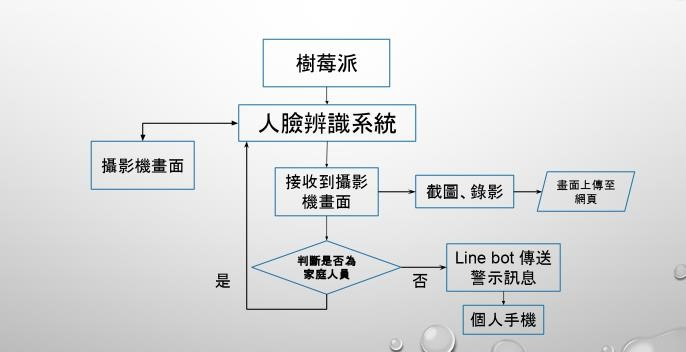 樹莓派
人臉辨識系統
攝影機畫面
接收到攝影
機畫面
截圖、錄影
畫面上傳至
網頁
判斷是否為
家庭人員
是
否
Line bot 傳送
警示訊息
個人手機